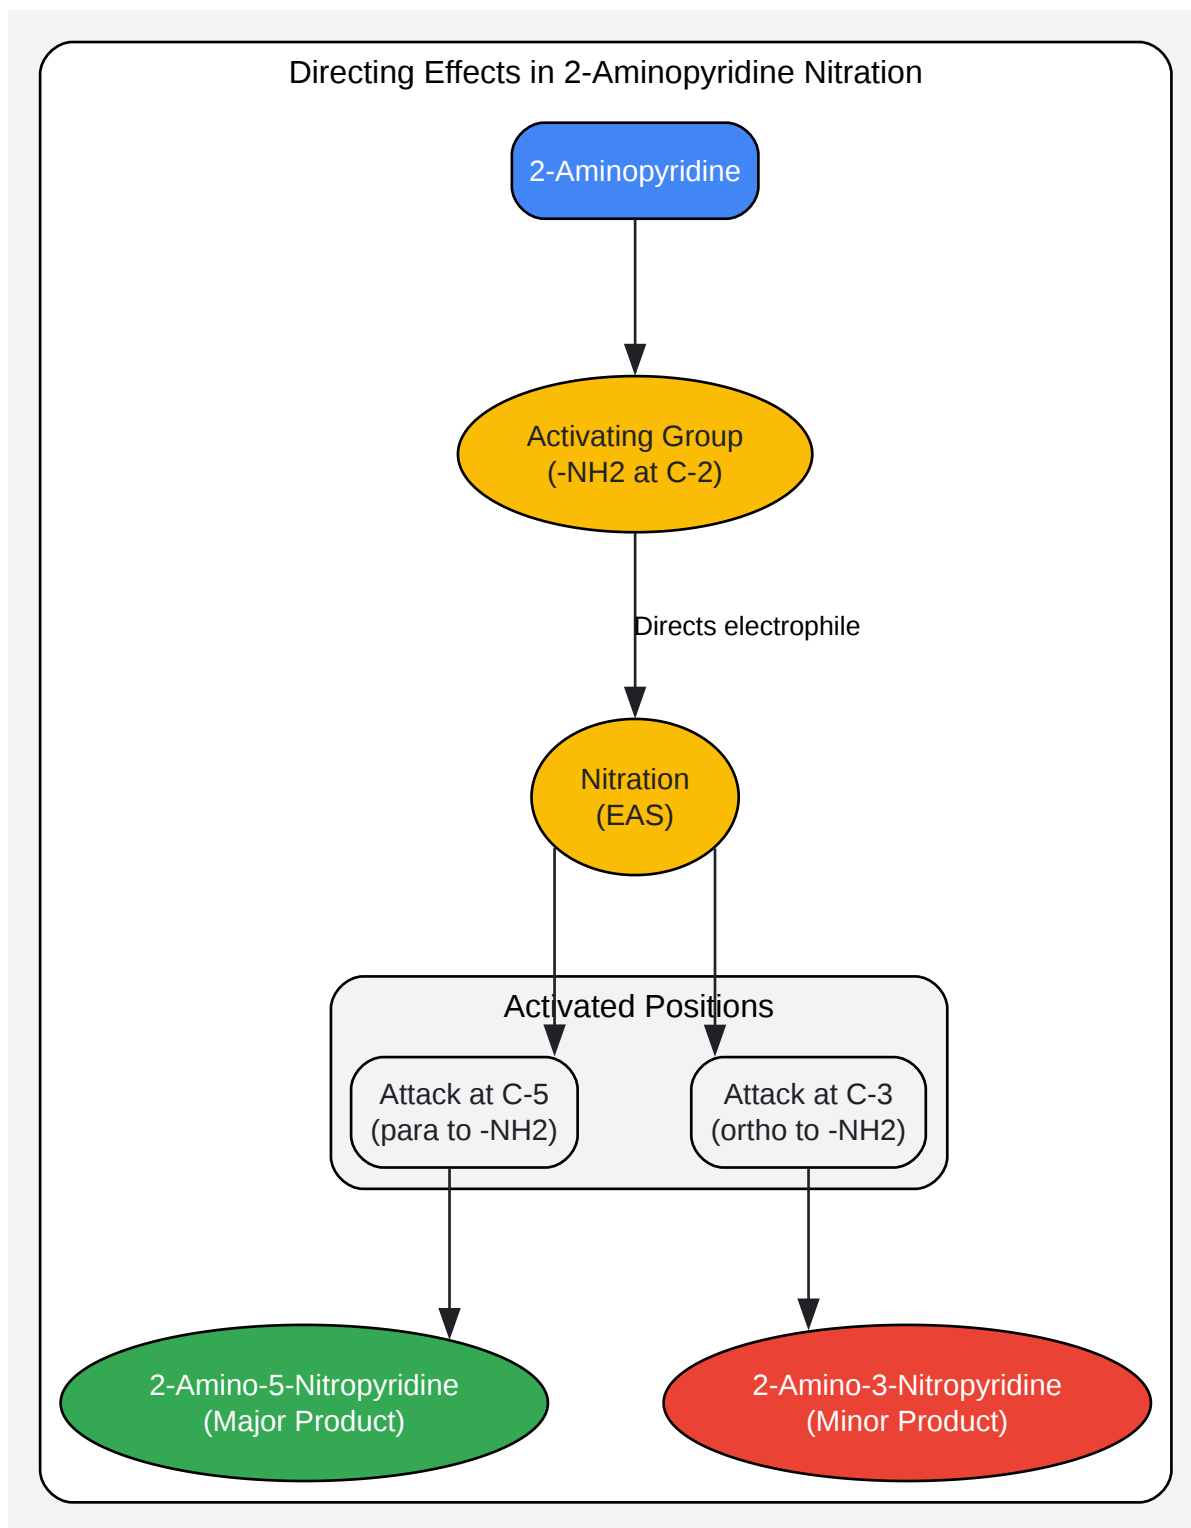 Directing Effects in 2-Aminopyridine Nitration
2-Aminopyridine
Activating Group
(-NH2 at C-2)
Directs electrophile
Nitration
(EAS)
Activated Positions
Attack at C-5
(para to -NH2)
Attack at C-3
(ortho to -NH2)
2-Amino-5-Nitropyridine
(Major Product)
2-Amino-3-Nitropyridine
(Minor Product)